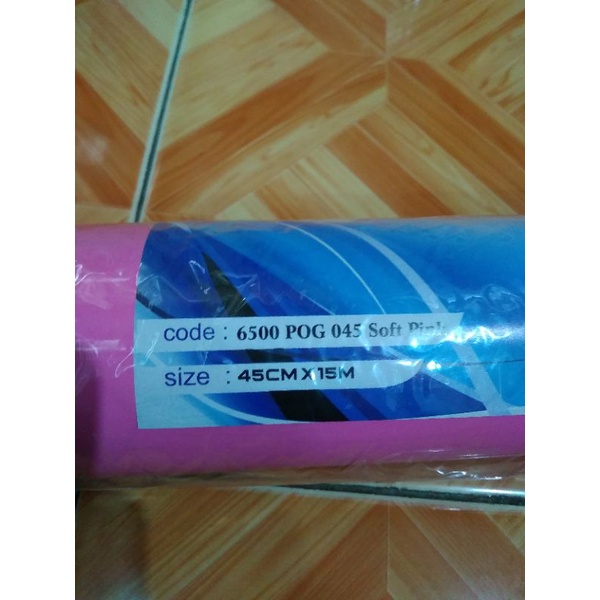 code : 6500 POG 045 Soft Pink
size : 45CM X 15M